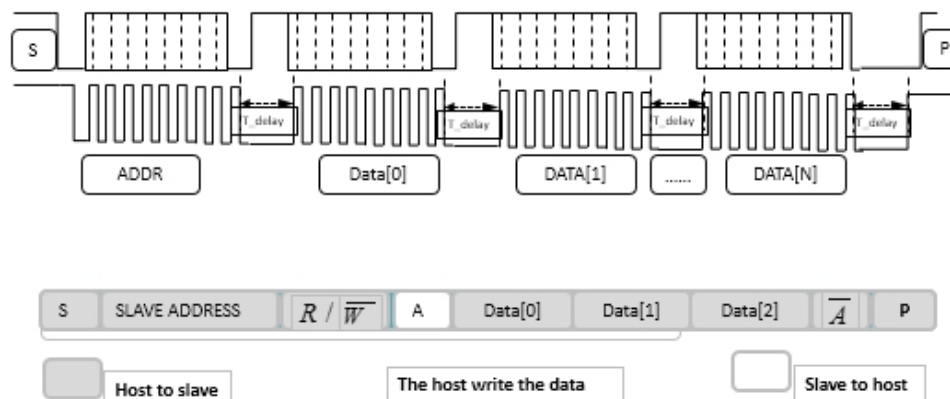 S
P
T_delay T_delay T_delay T_delay
ADDR Data[0] DATA[1] ...... DATA[N]
S SLAVE ADDRESS R / W̅ A Data[0] Data[1] Data[2] A̅ P
Host to slave The host write the data Slave to host